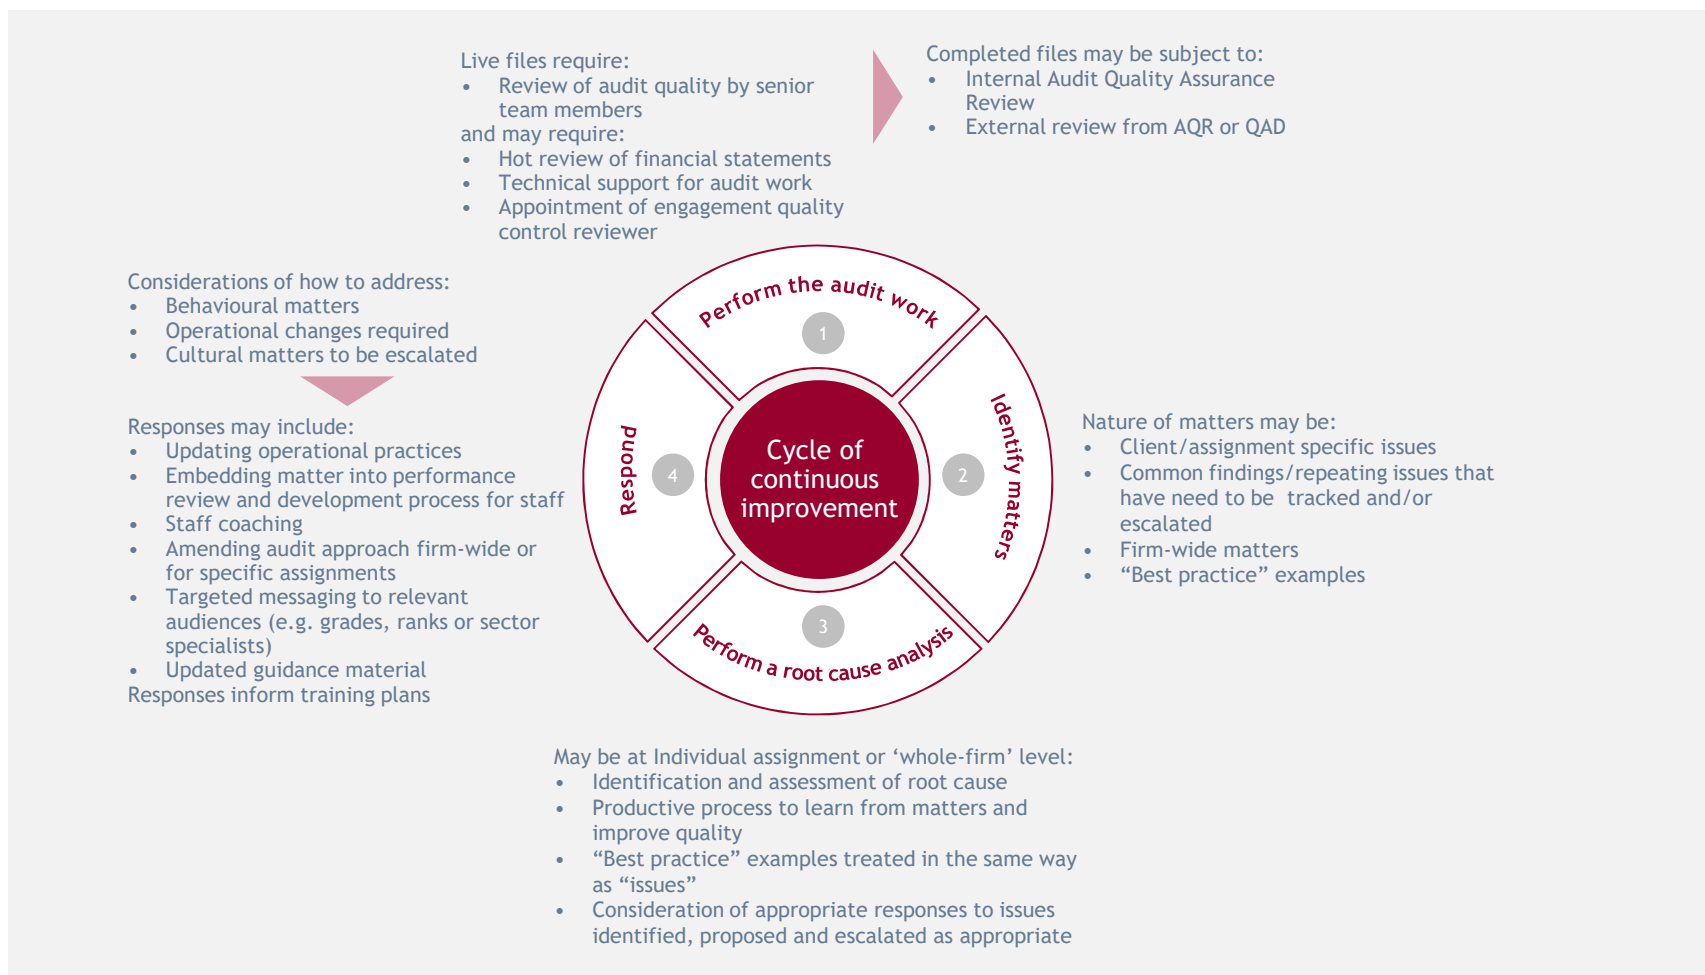 Live files require:
• Review of audit quality by senior
team members
and may require:
• Hot review of financial statements
• Technical support for audit work
• Appointment of engagement quality
control reviewer
Completed files may be subject to:
• Internal Audit Quality Assurance
Review
• External review from AQR or QAD
Considerations of how to address:
• Behavioural matters
• Operational changes required
• Cultural matters to be escalated
Responses may include:
• Updating operational practices
• Embedding matter into performance
review and development process for staff
• Staff coaching
• Amending audit approach firm-wide or
for specific assignments
• Targeted messaging to relevant
audiences (e.g. grades, ranks or sector
specialists)
• Updated guidance material
Responses inform training plans
Perform the audit work
1
Identify matters
2
Perform a root cause analysis
3
Respond
4
Cycle of
continuous
improvement
Nature of matters may be:
• Client/assignment specific issues
• Common findings/repeating issues that
have need to be  tracked and/or
escalated
• Firm-wide matters
• “Best practice” examples
May be at Individual assignment or ‘whole-firm’ level:
• Identification and assessment of root cause
• Productive process to learn from matters and
improve quality
• “Best practice” examples treated in the same way
as “issues”
• Consideration of appropriate responses to issues
identified, proposed and escalated as appropriate